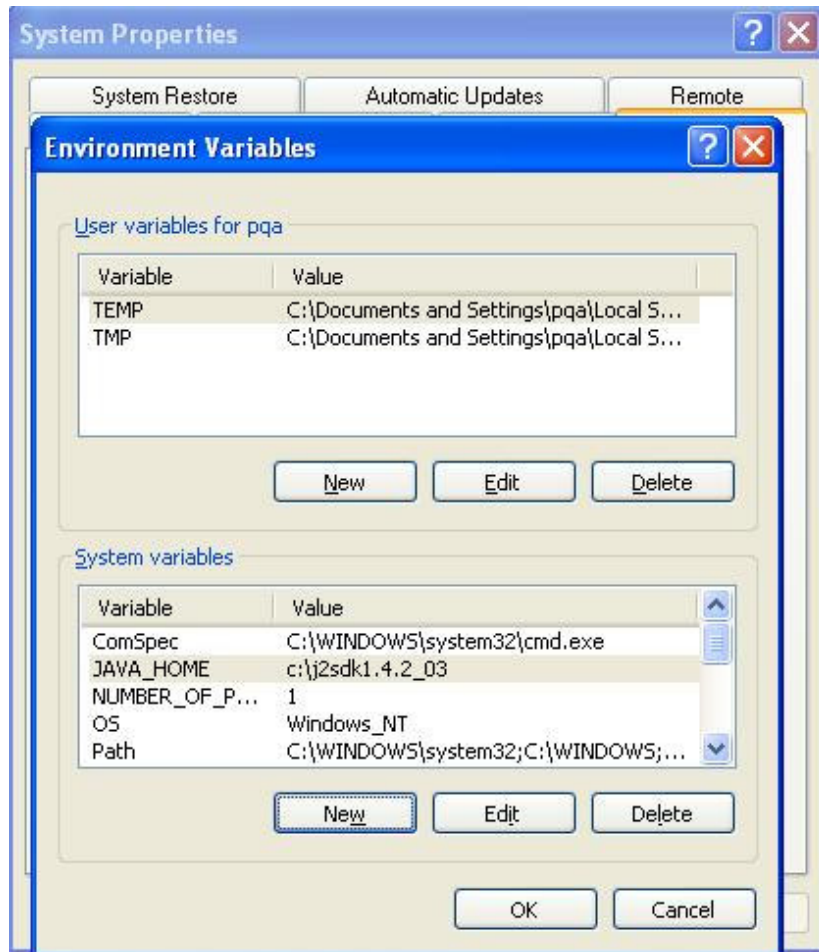 System Properties
System Restore Automatic Updates Remote
Environment Variables
User variables for pqa
Variable Value
TEMP C:\Documents and Settings\pqa\Local S...
TMP C:\Documents and Settings\pqa\Local S...
New Edit Delete
System variables
Variable Value
ComSpec C:\WINDOWS\system32\cmd.exe
JAVA_HOME c:\j2sdk1.4.2_03
NUMBER_OF_P... 1
OS Windows_NT
Path C:\WINDOWS\system32;C:\WINDOWS;...
New Edit Delete
OK Cancel